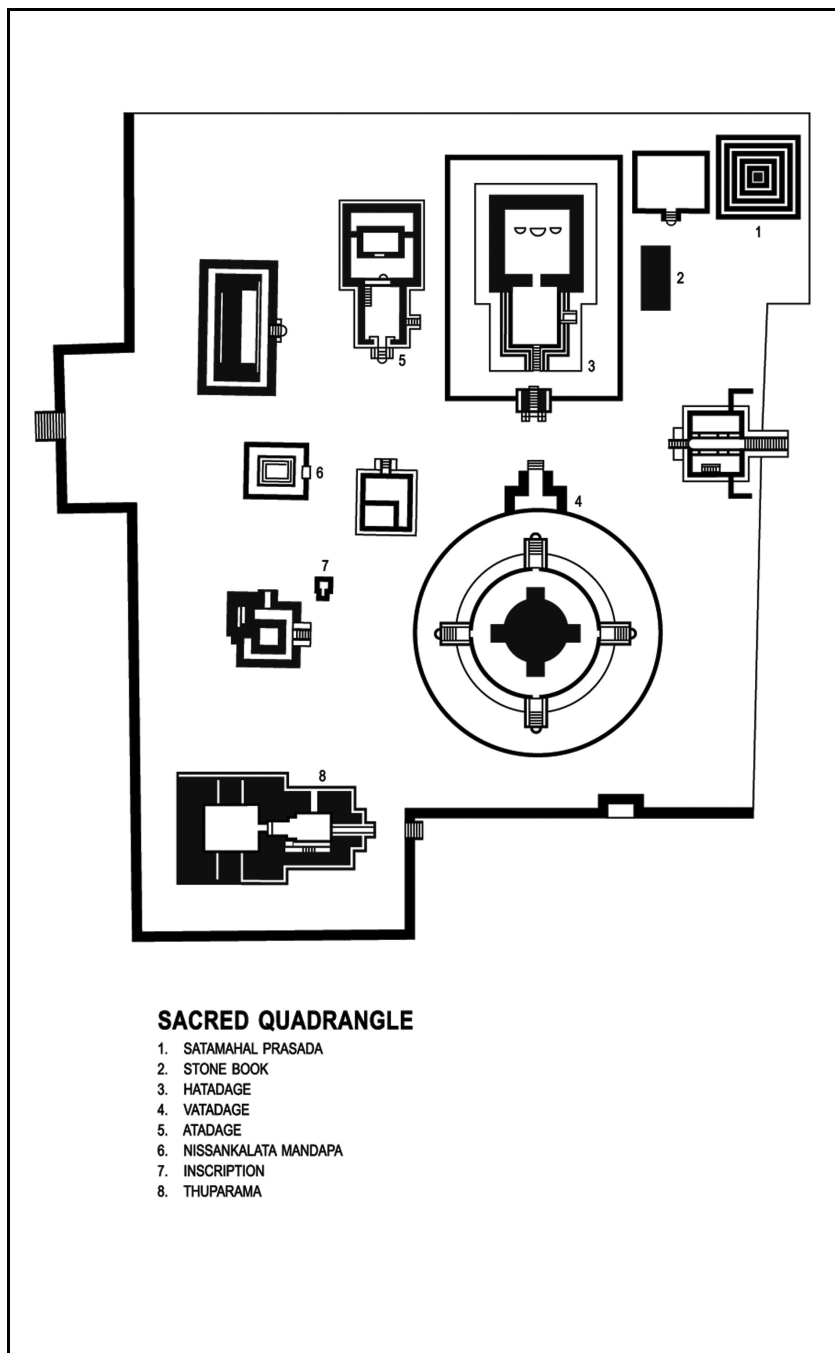 1
2
3
5
6
4
7
8
SACRED QUADRANGLE
1. SATAMAHAL PRASADA
2. STONE BOOK
3. HATADAGE
4. VATADAGE
5. ATADAGE
6. NISSANKALATA MANDAPA
7. INSCRIPTION
8. THUPARAMA